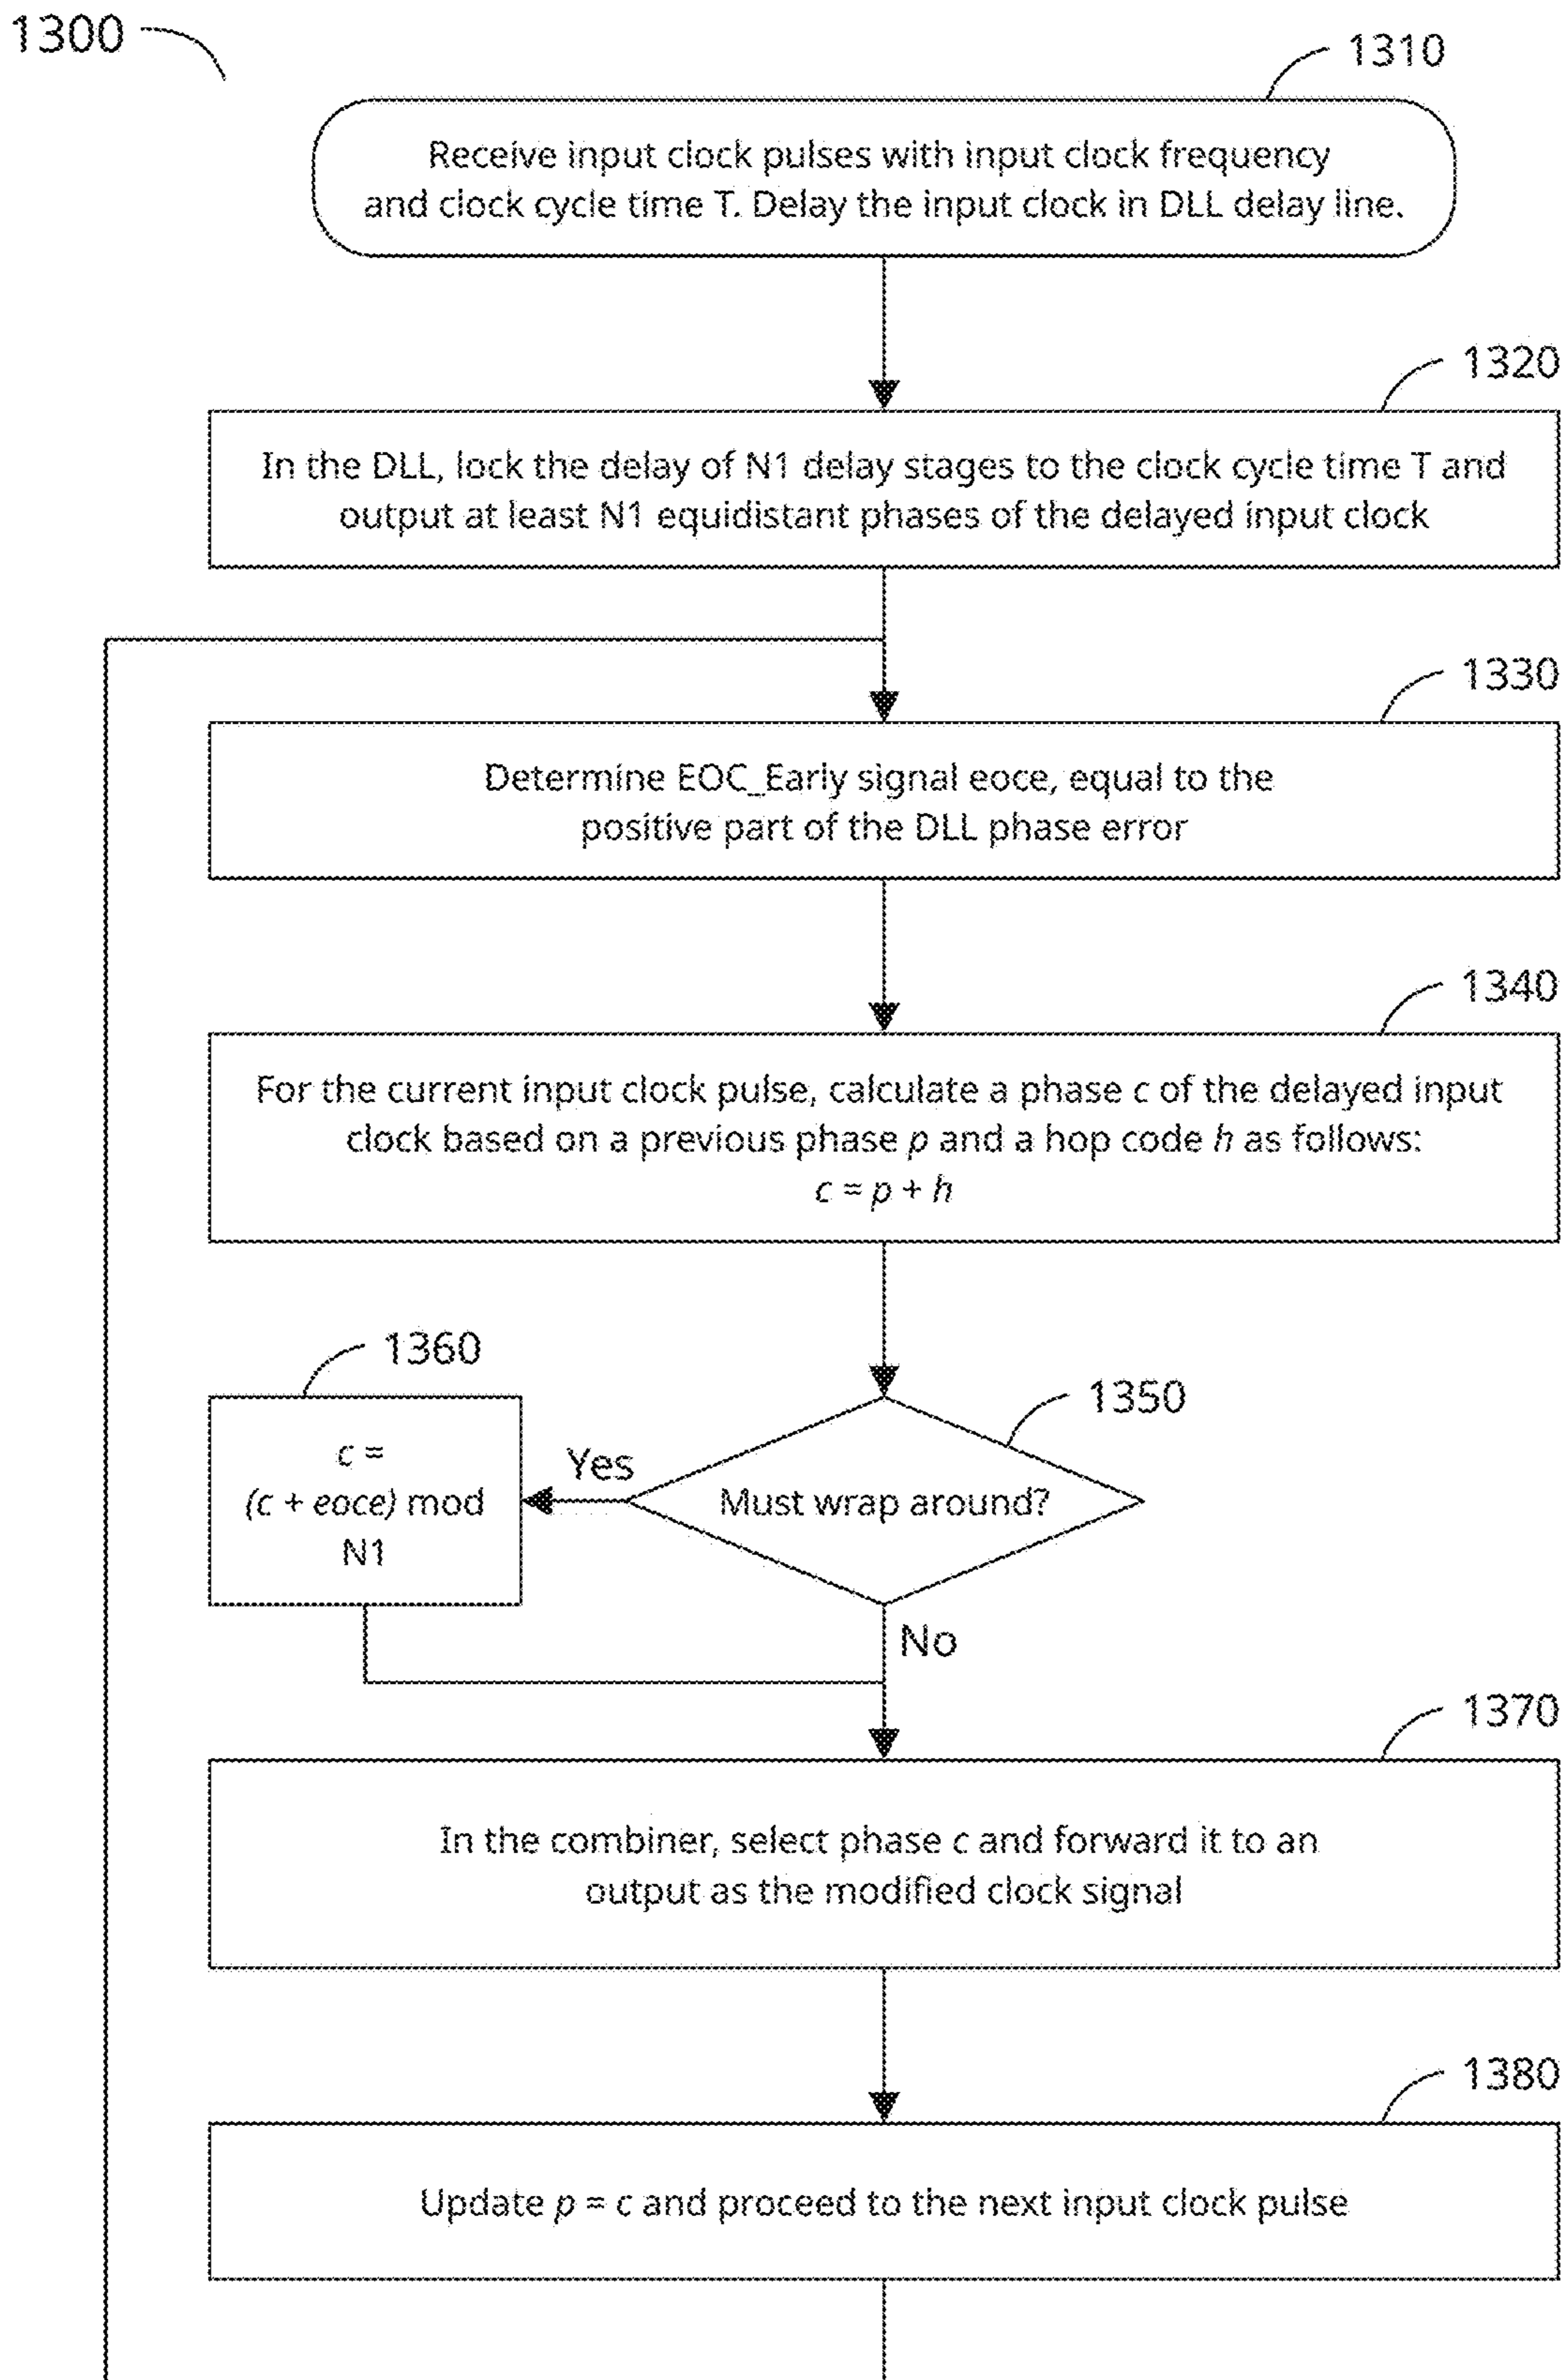 1300
1310
Receive input clock pulses with input clock frequency
and clock cycle time T. Delay the input clock in DLL delay line.
1320
In the DLL, lock the delay of N1 delay stages to the clock cycle time T and
output at least N1 equidistant phases of the delayed input clock
1330
Determine EOC_Early signal eoce, equal to the
positive part of the DLL phase error
1340
For the current input clock pulse, calculate a phase c of the delayed input
clock based on a previous phase p and a hop code h as follows:
c = p + h
1360
1350
c =
(c + eoce) mod
N1
Yes
Must wrap around?
No
1370
In the combiner, select phase c and forward it to an
output as the modified clock signal
1380
Update p = c and proceed to the next input clock pulse